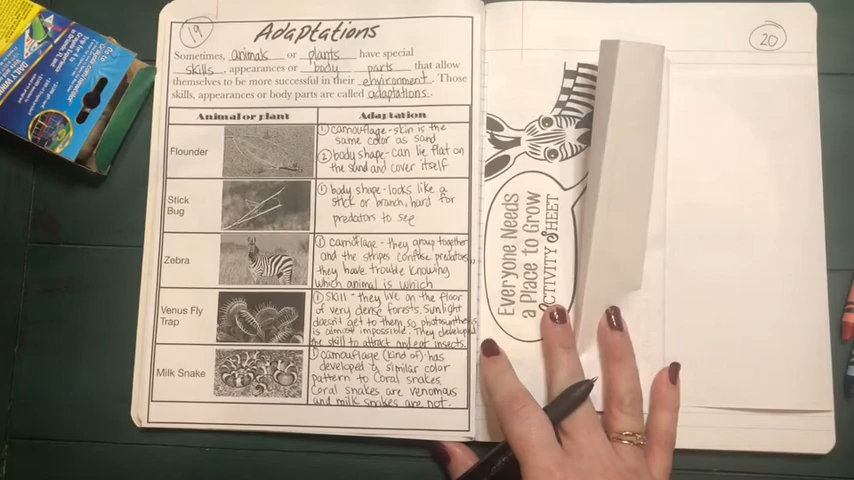 19
Adaptations
Sometimes, animals or plants have special
skills, appearances or body parts that allow
themselves to be more successful in their environment. Those
skills, appearances or body parts are called adaptations.
Animal or plant
Adaptation
Flounder
① camouflage - skin is the
same color as sand
② body shape - can lie flat on
the sand and cover itself
Stick
Bug
① body shape - looks like a
stick or branch, hard for
predators to see
Zebra
① camoflage - they group together
and the stripes confuse predators,
they have trouble knowing
which animal is which
Venus Fly
Trap
① Skill - they live on the floor
of very dense forests. Sunlight
doesn't get to them, so photosynthesis
is almost impossible. They developed
the skill to attract and eat insects.
Milk Snake
① camouflage (kind of) - has
developed a similar color
pattern to Coral snakes.
Coral snakes are venomous
and milk snakes are not.
20
Everyone Needs
a Place to Grow
ACTIVITY SHEET